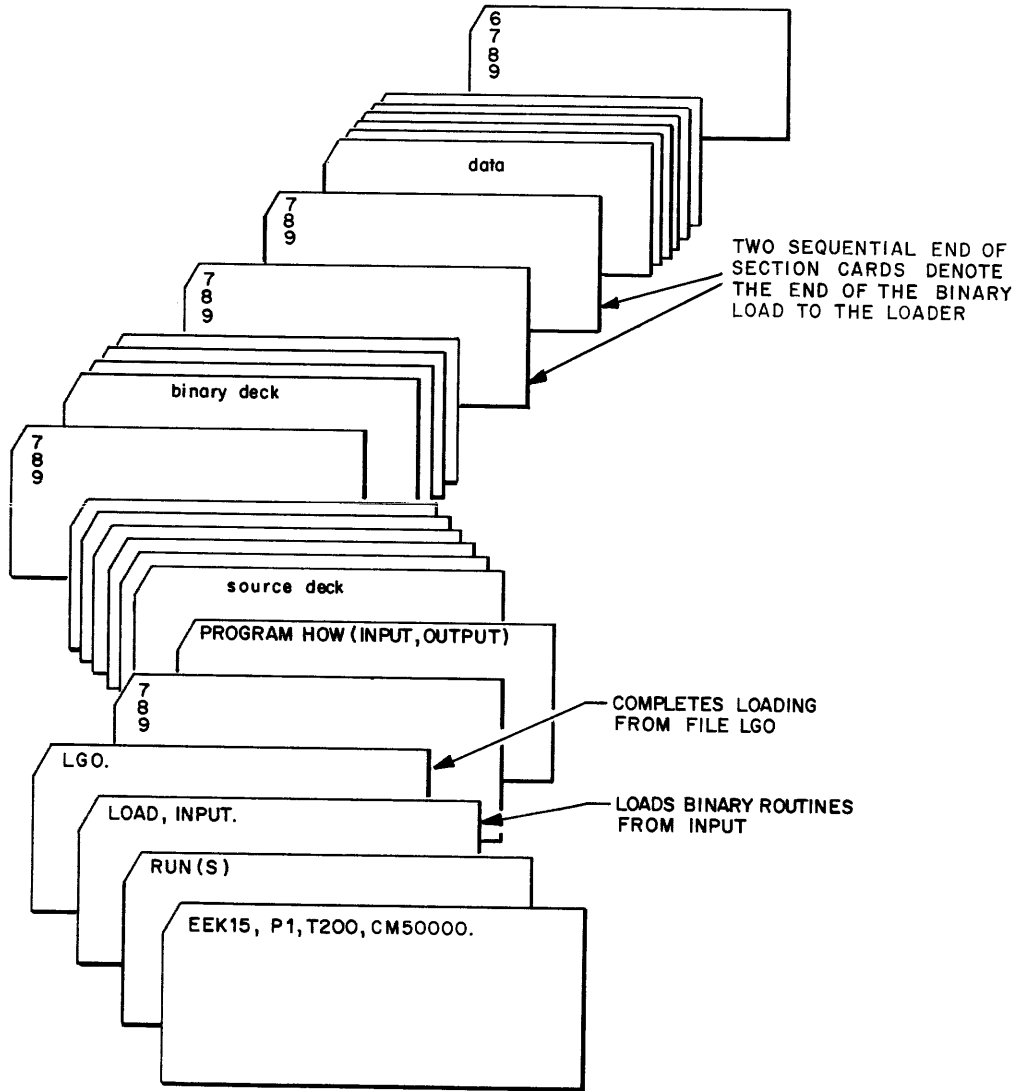 6
7
8
9
data
7
8
9
TWO SEQUENTIAL END OF
SECTION CARDS DENOTE
THE END OF THE BINARY
LOAD TO THE LOADER
7
8
9
binary deck
7
8
9
source deck
PROGRAM HOW (INPUT, OUTPUT)
7
8
9
COMPLETES LOADING
FROM FILE LGO
LGO.
LOAD, INPUT.
LOADS BINARY ROUTINES
FROM INPUT
RUN (S)
EEK15, P1, T200, CM50000.